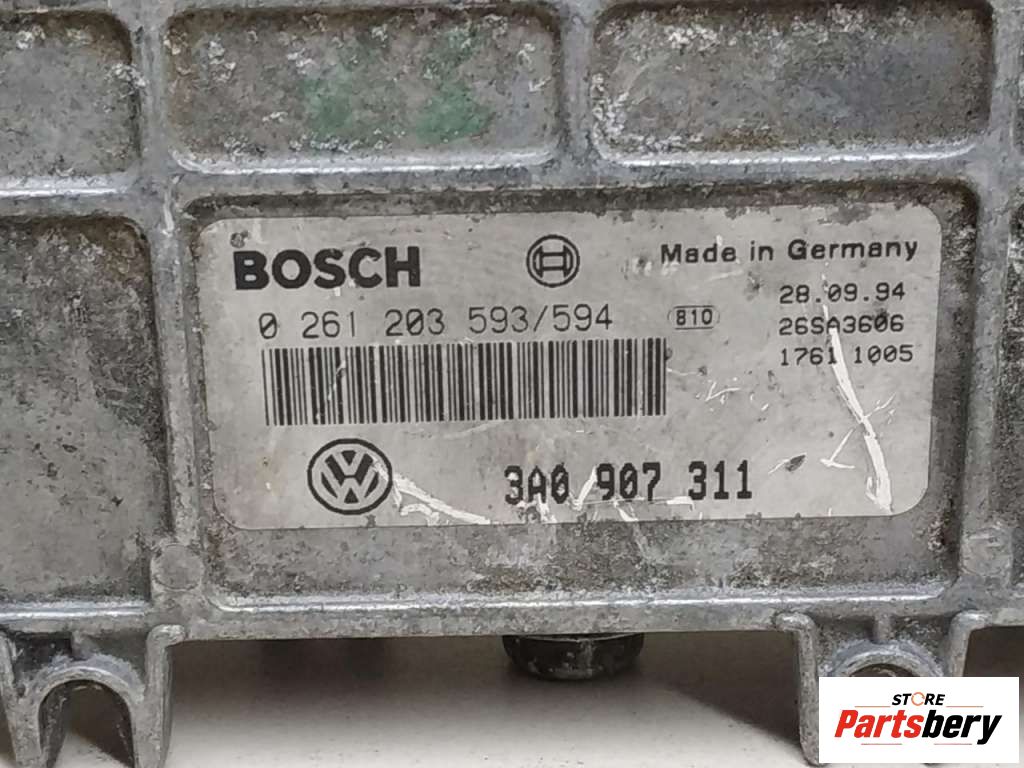 BOSCH
Made in Germany
0 261 203 593/594
B10
28.09.94
26SA3606
1761 1005
3A0 907 311
STORE
Partsbery